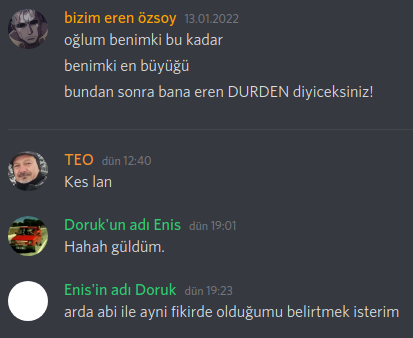 bizim eren özsoy 13.01.2022
oğlum benimki bu kadar
benimki en büyüğü
bundan sonra bana eren DURDEN diyiceksiniz!
TEO dün 12:40
Kes lan
Doruk'un adı Enis dün 19:01
Hahah güldüm.
Enis'in adı Doruk dün 19:23
arda abi ile ayni fikirde olduğumu belirtmek isterim